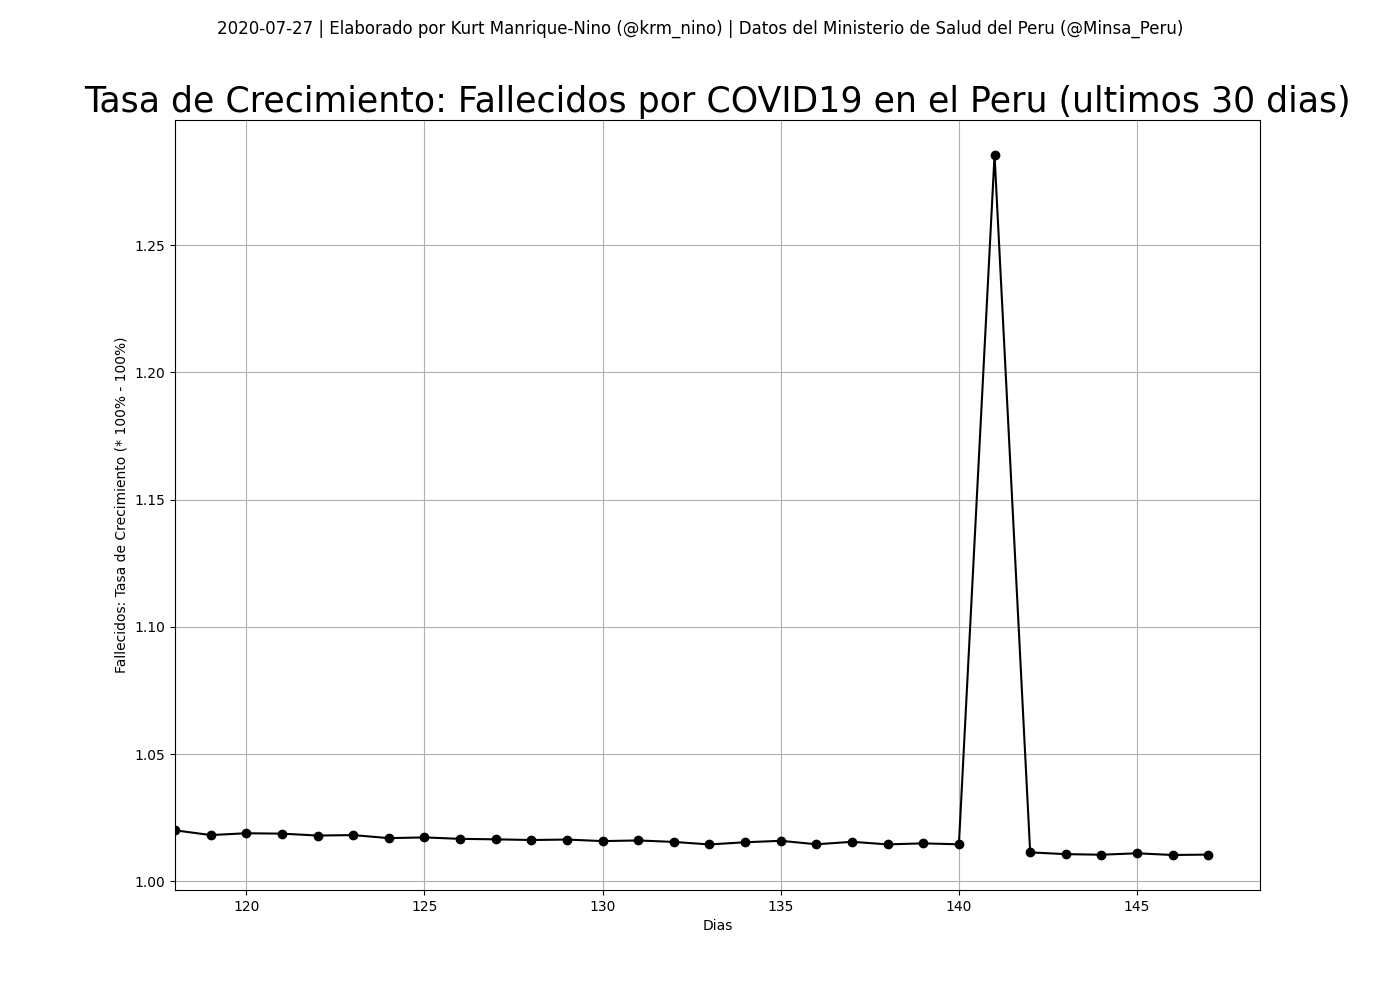 2020-07-27 | Elaborado por Kurt Manrique-Nino (@krm_nino) | Datos del Ministerio de Salud del Peru (@Minsa_Peru)
Tasa de Crecimiento: Fallecidos por COVID19 en el Peru (ultimos 30 dias)
Fallecidos: Tasa de Crecimiento (* 100% - 100%)
1.25
1.20
1.15
1.10
1.05
1.00
120 125 130 135 140 145
Dias